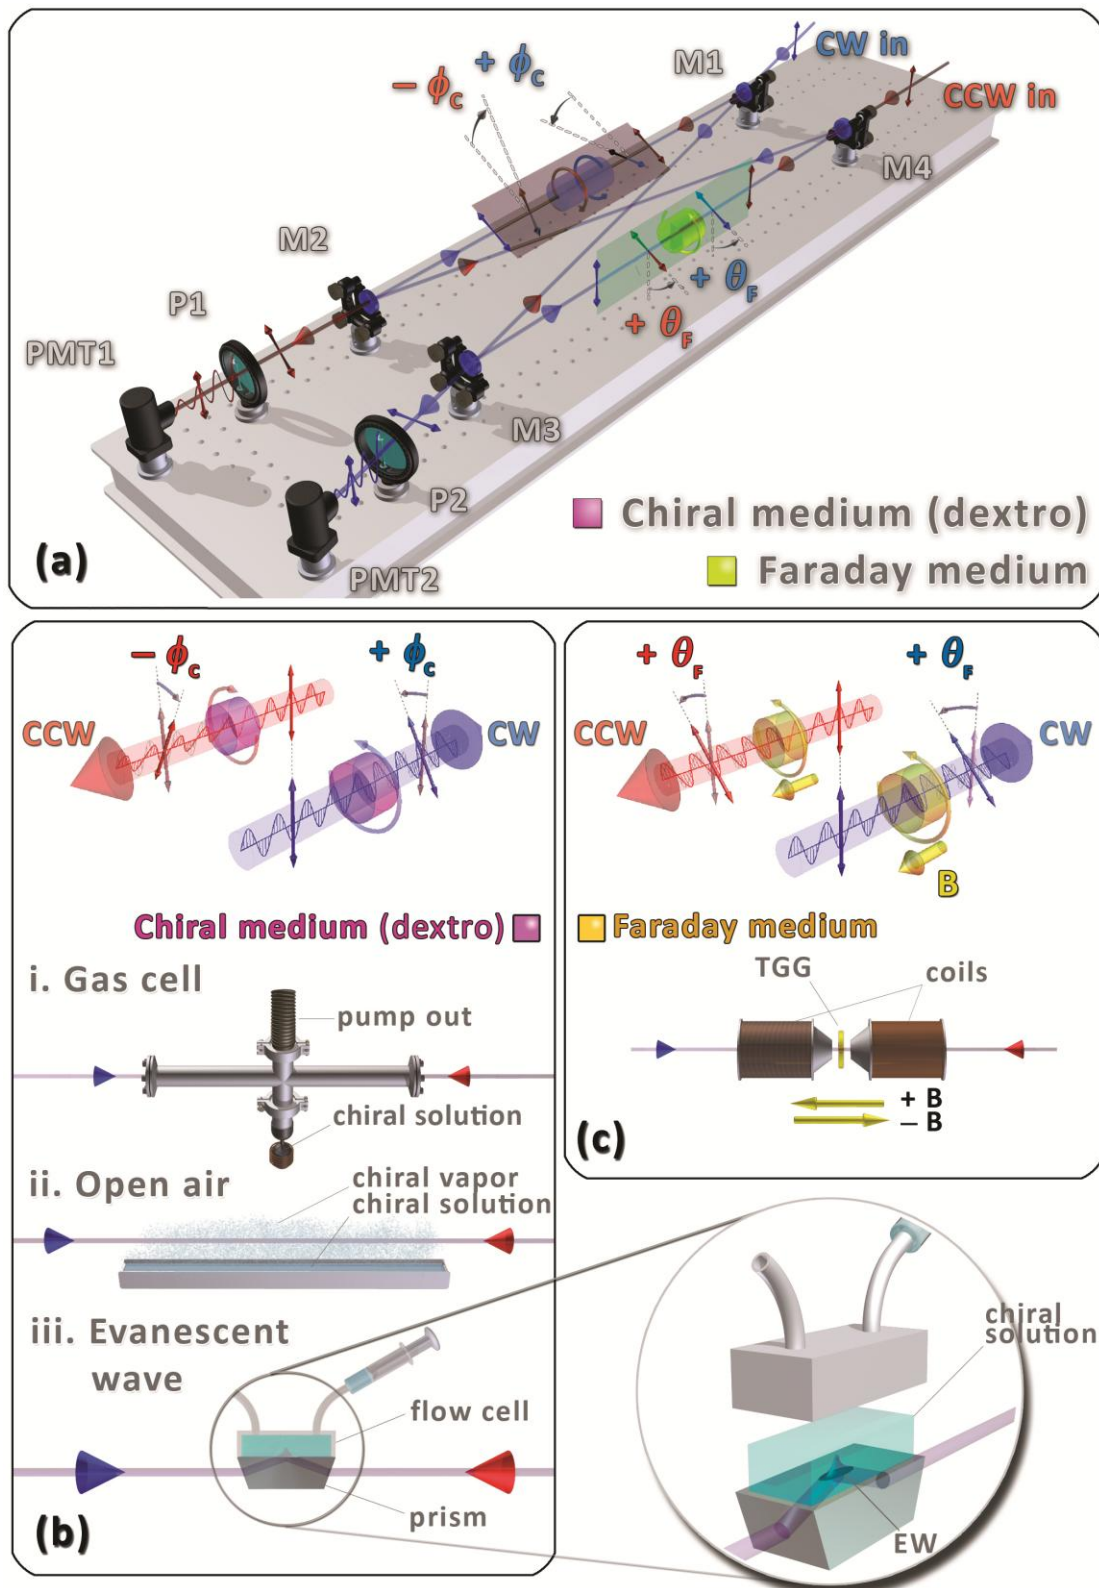 CW in
CCW in
M1
+ ϕc
− ϕc
M4
M2
+ θF
+ θF
P1
PMT1
M3
P2
PMT2
Chiral medium (dextro)
Faraday medium
(a)
− ϕc
+ ϕc
CCW
CW
Chiral medium (dextro)
i. Gas cell
pump out
chiral solution
ii. Open air
chiral vapor
chiral solution
iii. Evanescent
wave
flow cell
prism
(b)
chiral
solution
EW
+ θF
+ θF
CCW
CW
B
Faraday medium
TGG
coils
+ B
− B
(c)